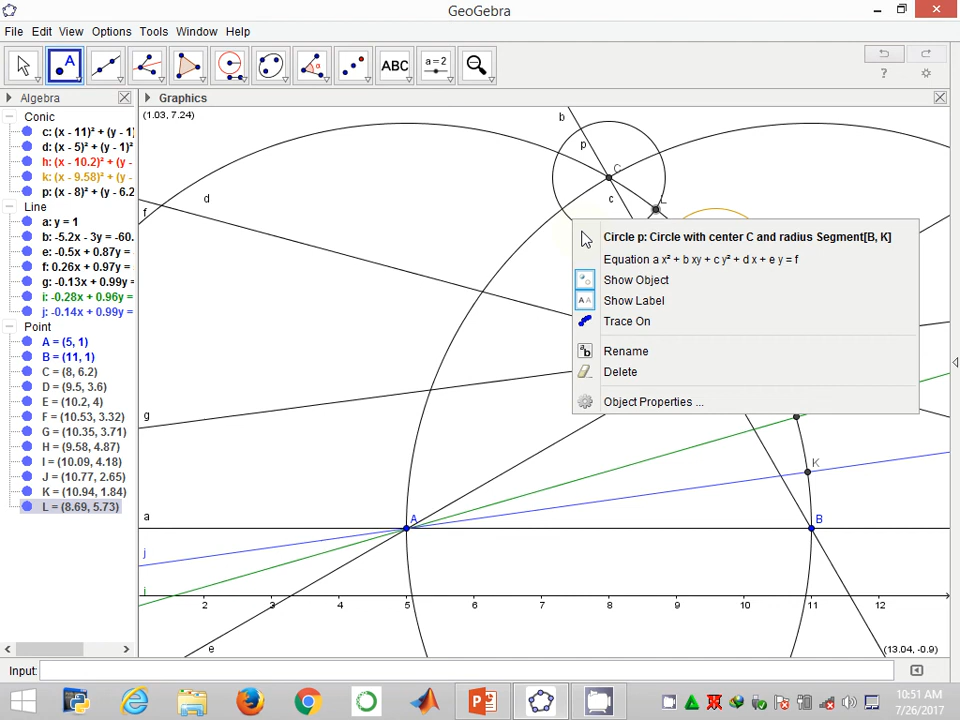 GeoGebra
File Edit View Options Tools Window Help
A
ABC
a = 2
?
Algebra
Graphics
Conic
c: (x - 11)² + (y - 1)
d: (x - 5)² + (y - 1)²
h: (x - 10.2)² + (y -
k: (x - 9.58)² + (y -
p: (x - 8)² + (y - 6.2
Line
a: y = 1
b: -5.2x - 3y = -60.
e: -0.5x + 0.87y =
f: 0.26x + 0.97y =
g: -0.13x + 0.99y =
i: -0.28x + 0.96y =
j: -0.14x + 0.99y =
Point
A = (5, 1)
B = (11, 1)
C = (8, 6.2)
D = (9.5, 3.6)
E = (10.2, 4)
F = (10.53, 3.32)
G = (10.35, 3.71)
H = (9.58, 4.87)
I = (10.09, 4.18)
J = (10.77, 2.65)
K = (10.94, 1.84)
L = (8.69, 5.73)
(1.03, 7.24)
b
p
C
c
L
d
f
g
a
j
i
e
A
B
K
Circle p: Circle with center C and radius Segment[B, K]
Equation a x² + b xy + c y² + d x + e y = f
Show Object
AA Show Label
Trace On
ab Rename
Delete
Object Properties ...
2 3 4 5 6 7 8 9 10 11 12
(13.04, -0.9)
Input:
10:51 AM
7/26/2017